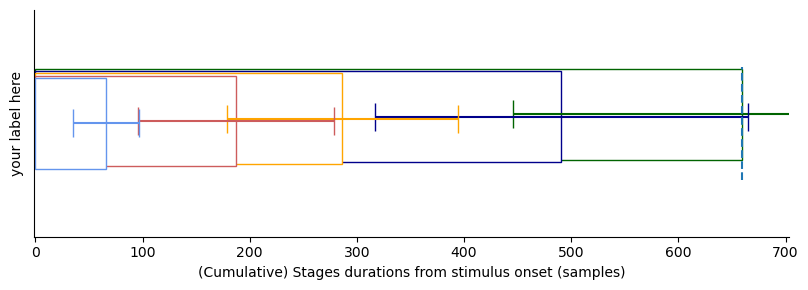 your label here
0 100 200 300 400 500 600 700
(Cumulative) Stages durations from stimulus onset (samples)